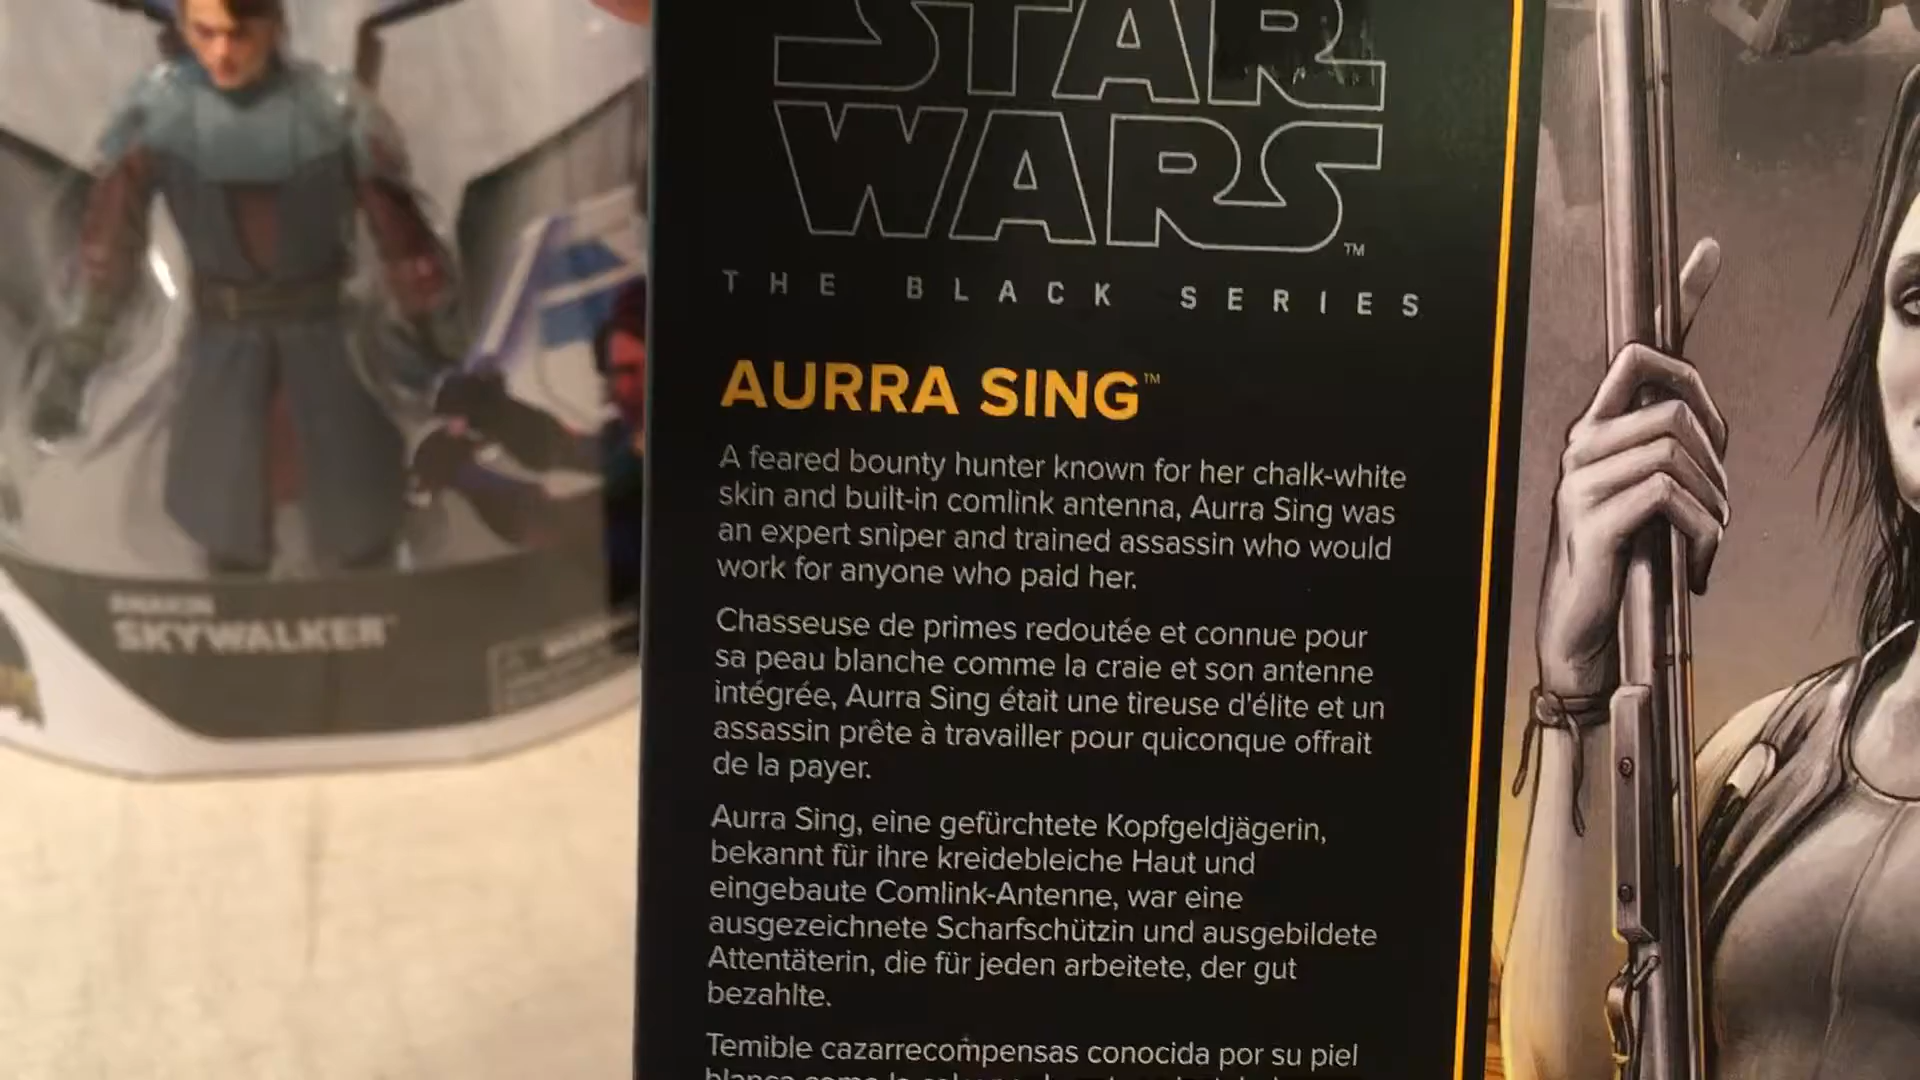 STAR
WARS™
THE BLACK SERIES
AURRA SING™
A feared bounty hunter known for her chalk-white
skin and built-in comlink antenna, Aurra Sing was
an expert sniper and trained assassin who would
work for anyone who paid her.
Chasseuse de primes redoutée et connue pour
sa peau blanche comme la craie et son antenne
intégrée, Aurra Sing était une tireuse d'élite et un
assassin prête à travailler pour quiconque offrait
de la payer.
Aurra Sing, eine gefürchtete Kopfgeldjägerin,
bekannt für ihre kreidebleiche Haut und
eingebaute Comlink-Antenne, war eine
ausgezeichnete Scharfschützin und ausgebildete
Attentäterin, die für jeden arbeitete, der gut
bezahlte.
Temible cazarrecompensas conocida por su piel
ANAKIN
SKYWALKER